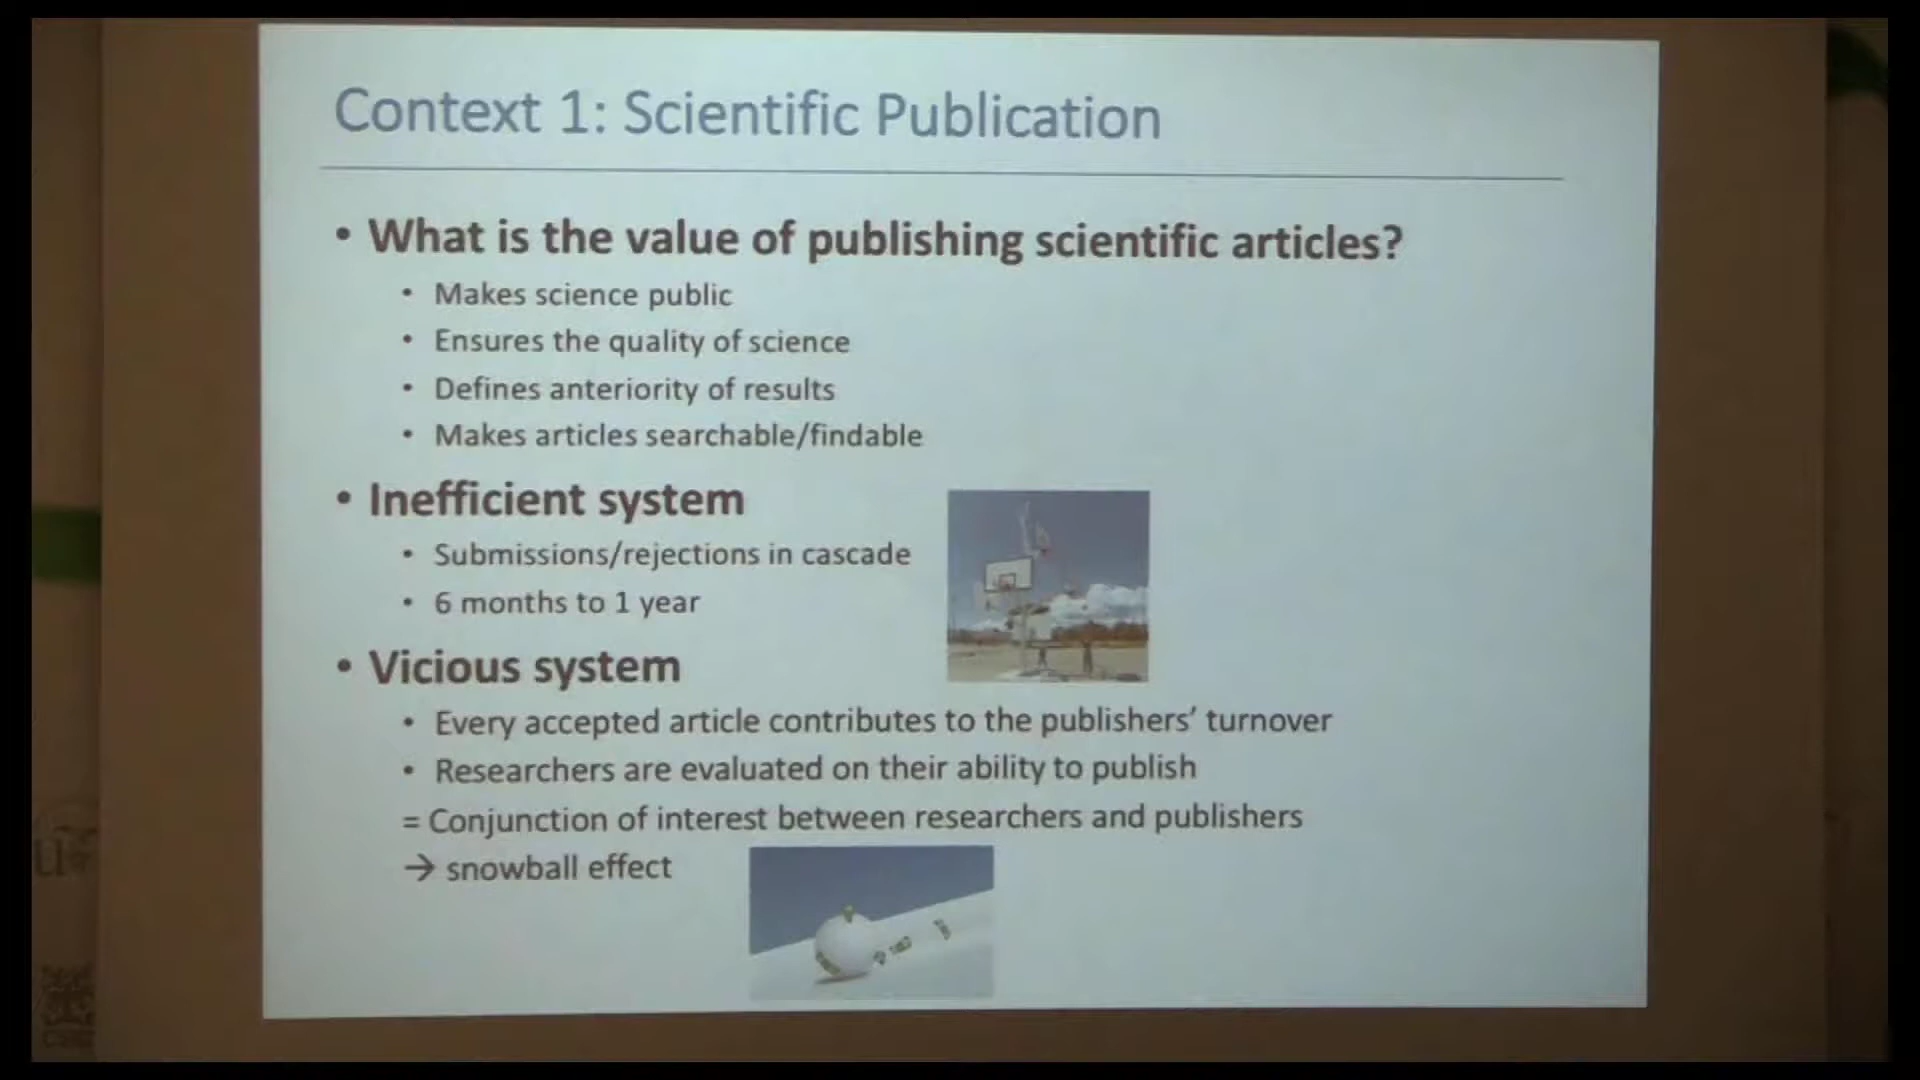 Context 1: Scientific Publication
• What is the value of publishing scientific articles?
• Makes science public
• Ensures the quality of science
• Defines anteriority of results
• Makes articles searchable/findable
• Inefficient system
• Submissions/rejections in cascade
• 6 months to 1 year
• Vicious system
• Every accepted article contributes to the publishers’ turnover
• Researchers are evaluated on their ability to publish
= Conjunction of interest between researchers and publishers
→ snowball effect